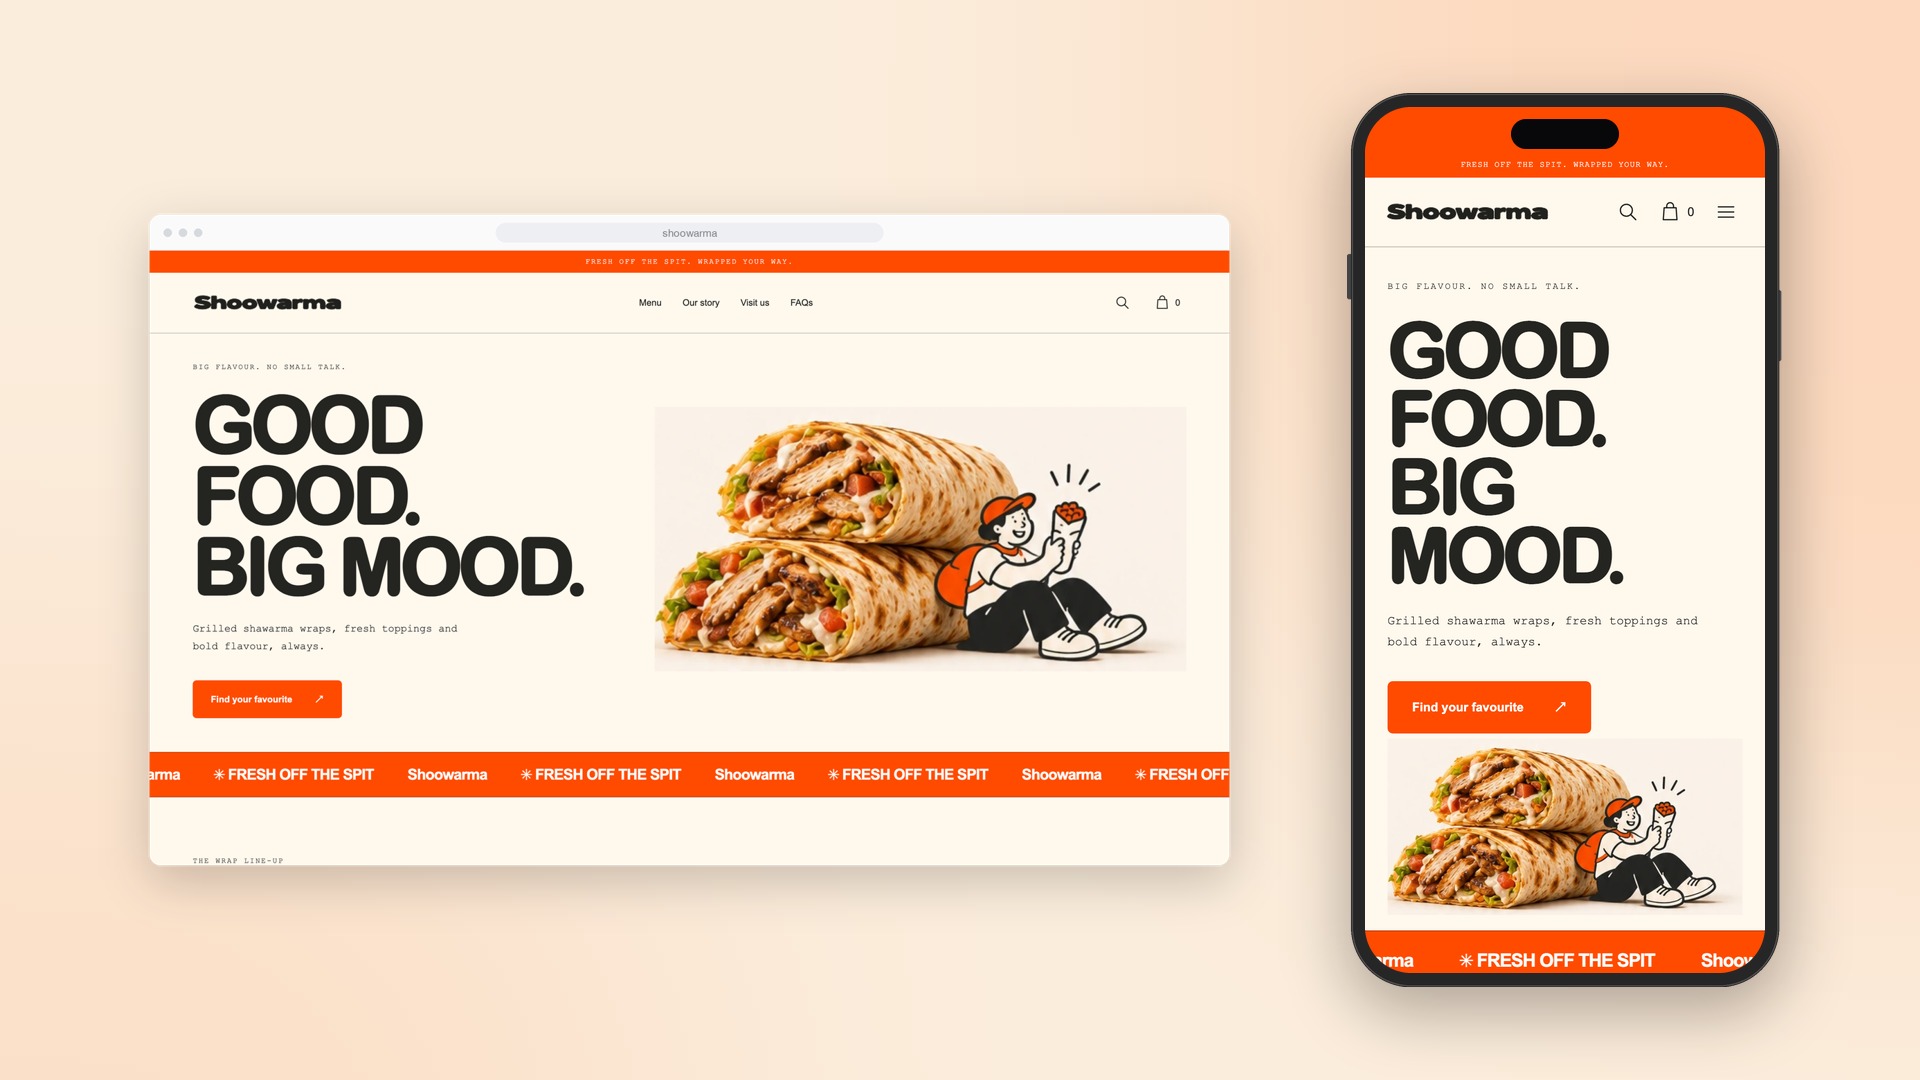 shoowarma
FRESH OFF THE SPIT. WRAPPED YOUR WAY.
Shoowarma
Menu Our story Visit us FAQs
0
BIG FLAVOUR. NO SMALL TALK.
GOOD
FOOD.
BIG MOOD.
Grilled shawarma wraps, fresh toppings and
bold flavour, always.
Find your favourite ↗
arma ✳ FRESH OFF THE SPIT Shoowarma ✳ FRESH OFF THE SPIT Shoowarma ✳ FRESH OFF THE SPIT Shoowarma ✳ FRESH OFF
THE WRAP LINE-UP
FRESH OFF THE SPIT. WRAPPED YOUR WAY.
Shoowarma
0
BIG FLAVOUR. NO SMALL TALK.
GOOD
FOOD.
BIG
MOOD.
Grilled shawarma wraps, fresh toppings and
bold flavour, always.
Find your favourite ↗
arma ✳ FRESH OFF THE SPIT Shoow